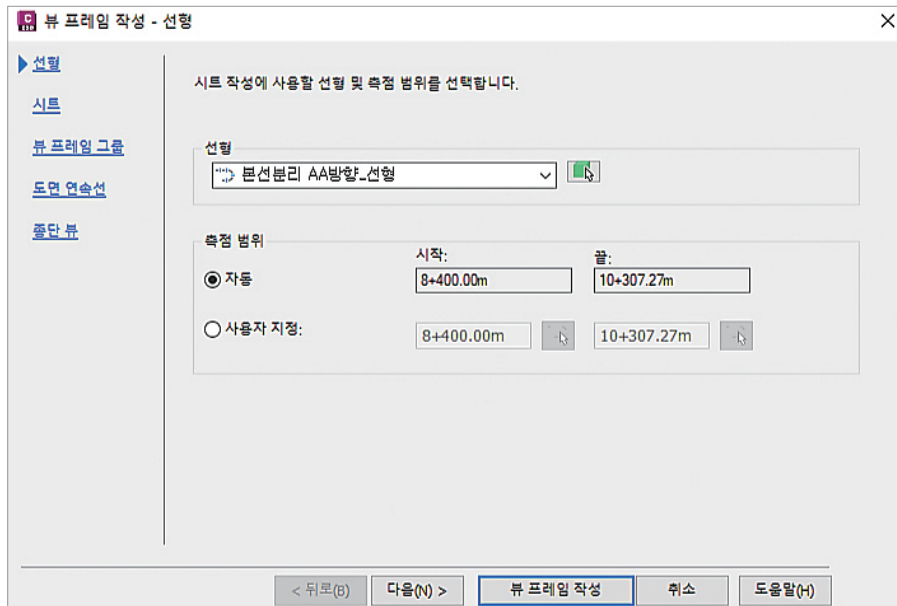 뷰 프레임 작성 - 선형
선형
시트
뷰 프레임 그룹
도면 연속선
종단 뷰
시트 작성에 사용할 선형 및 측점 범위를 선택합니다.
선형
본선분리 AA방향_선형
측점 범위
시작: 끝:
자동 8+400.00m 10+307.27m
사용자 지정: 8+400.00m 10+307.27m
< 뒤로(B) 다음(N) > 뷰 프레임 작성 취소 도움말(H)